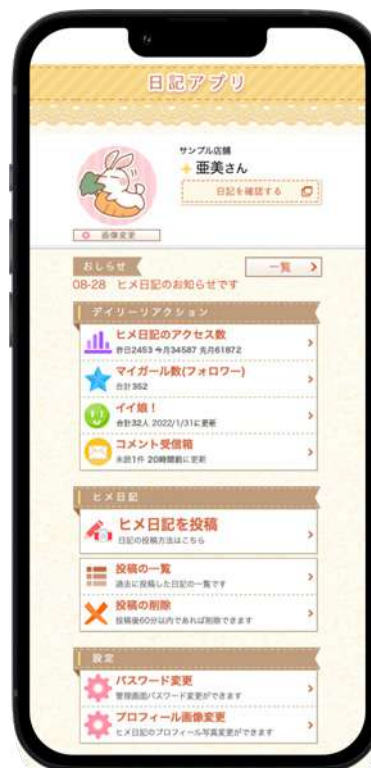 日記アプリ
サンプル店舗
亜美さん
日記を確認する
画像変更
おしらせ
一覧
08-28 ヒメ日記のお知らせです
デイリーリアクション
ヒメ日記のアクセス数
昨日2453 今月34587 先月61872
マイガール数(フォロワー)
合計352
イイ娘！
合計32人 2022/1/31に更新
コメント受信箱
未読1件 20時間前に更新
ヒメ日記
ヒメ日記を投稿
日記の投稿方法はこちら
投稿の一覧
過去に投稿した日記の一覧です
投稿の削除
投稿後60分以内であれば削除できます
設定
パスワード変更
管理画面パスワード変更ができます
プロフィール画像変更
ヒメ日記のプロフィール写真変更ができます